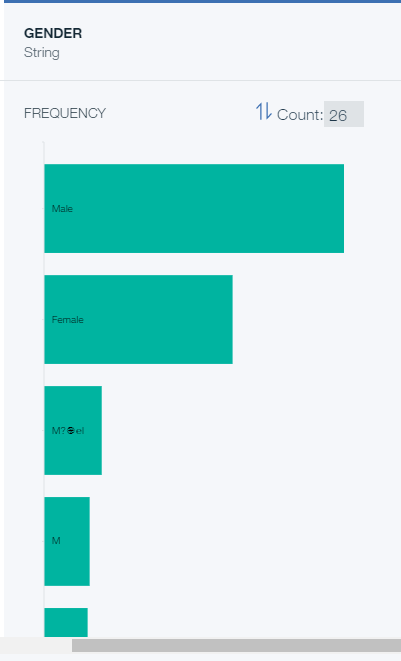 GENDER
String
FREQUENCY
Count: 26
Male
Female
M